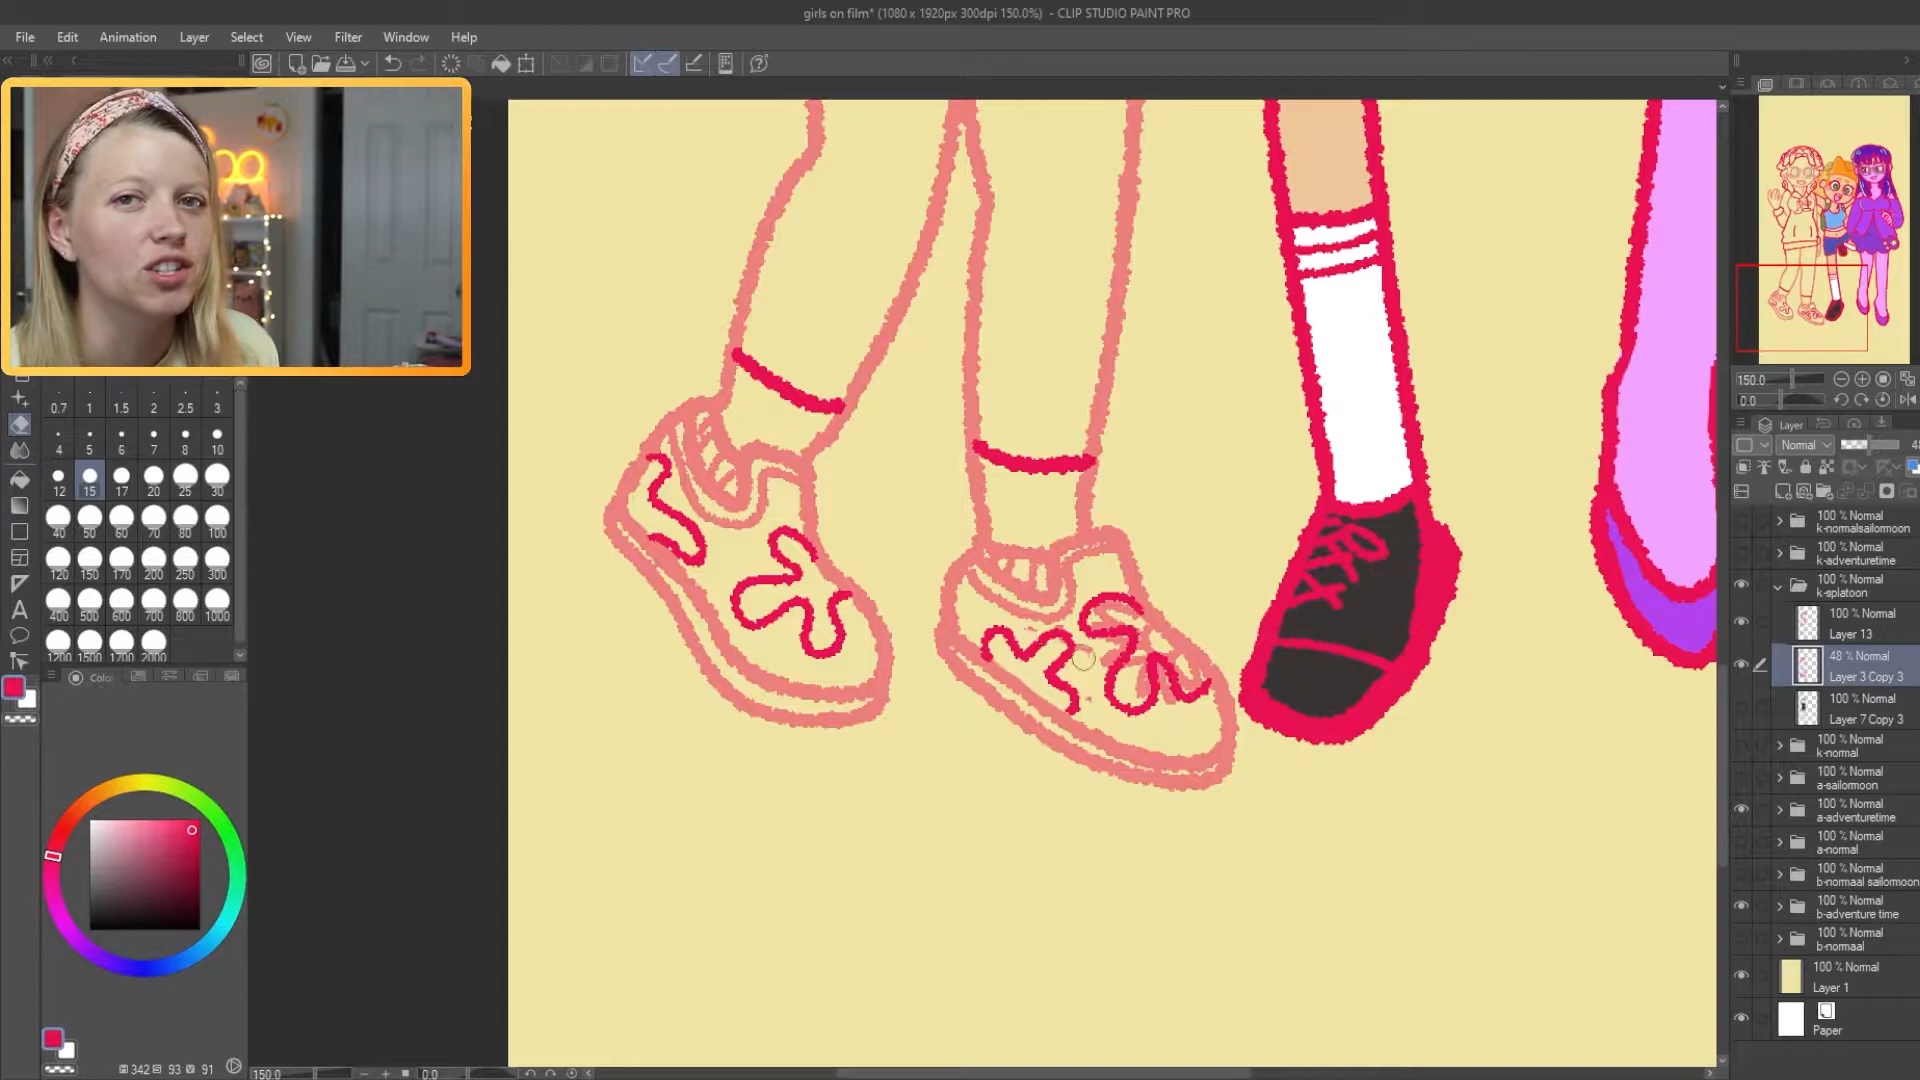 girls on film* (1080 x 1920px 300dpi 150.0%) - CLIP STUDIO PAINT PRO
File Edit Animation Layer Select View Filter Window Help
0.7 1 1.5 2 2.5 3
4 5 6 7 8 10
12 15 17 20 25 30
40 50 60 70 80 100
120 150 170 200 250 300
400 500 600 700 800 1000
1200 1500 1700 2000
Color
342 93 91
150.0 0.0
150.0
0.0
Layer
Normal
100 % Normal
k-normalsailormoon
100 % Normal
k-adventuretime
100 % Normal
k-splatoon
100 % Normal
Layer 13
48 % Normal
Layer 3 Copy 3
100 % Normal
Layer 7 Copy 3
100 % Normal
k-normal
100 % Normal
a-sailormoon
100 % Normal
a-adventuretime
100 % Normal
a-normal
100 % Normal
b-normaal sailormoon
100 % Normal
b-adventure time
100 % Normal
b-normaal
100 % Normal
Layer 1
Paper